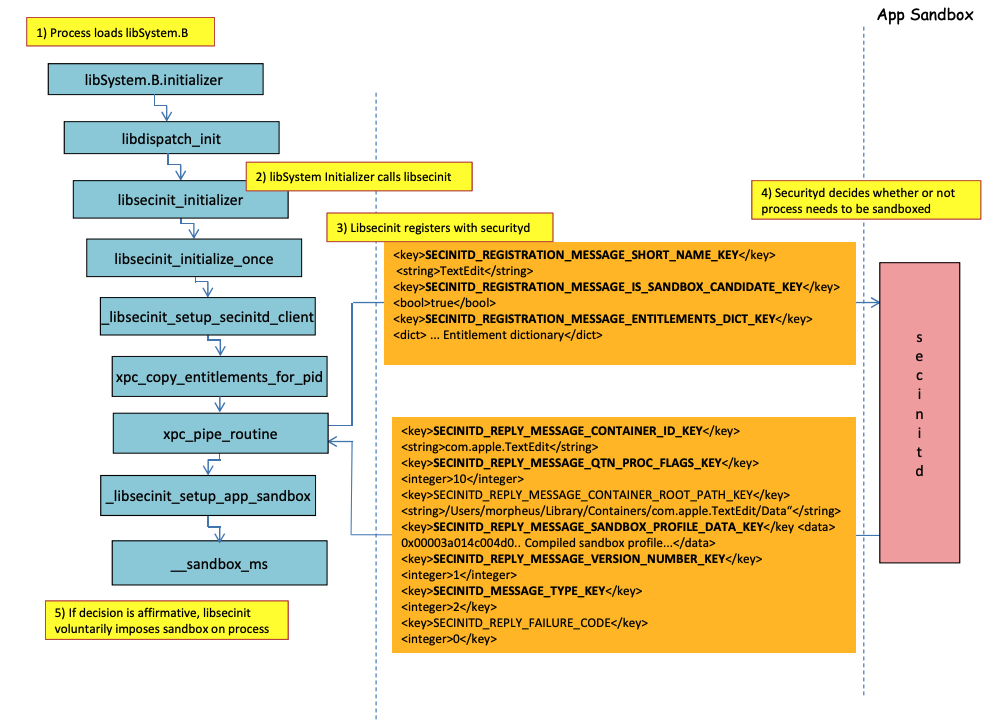 App Sandbox
1) Process loads libSystem.B
libSystem.B.initializer
libdispatch_init
2) libSystem Initializer calls libsecinit
libsecinit_initializer
3) Libsecinit registers with securityd
4) Securityd decides whether or not
process needs to be sandboxed
libsecinit_initialize_once
_libsecinit_setup_secinitd_client
xpc_copy_entitlements_for_pid
xpc_pipe_routine
_libsecinit_setup_app_sandbox
__sandbox_ms
5) If decision is affirmative, libsecinit
voluntarily imposes sandbox on process
<key>SECINITD_REGISTRATION_MESSAGE_SHORT_NAME_KEY</key>
<string>TextEdit</string>
<key>SECINITD_REGISTRATION_MESSAGE_IS_SANDBOX_CANDIDATE_KEY</key>
<bool>true</bool>
<key>SECINITD_REGISTRATION_MESSAGE_ENTITLEMENTS_DICT_KEY</key>
<dict> ... Entitlement dictionary</dict>
<key>SECINITD_REPLY_MESSAGE_CONTAINER_ID_KEY</key>
<string>com.apple.TextEdit</string>
<key>SECINITD_REPLY_MESSAGE_QTN_PROC_FLAGS_KEY</key>
<integer>10</integer>
<key>SECINITD_REPLY_MESSAGE_CONTAINER_ROOT_PATH_KEY</key>
<string>/Users/morpheus/Library/Containers/com.apple.TextEdit/Data“</string>
<key>SECINITD_REPLY_MESSAGE_SANDBOX_PROFILE_DATA_KEY</key <data>
0x00003a014c004d0.. Compiled sandbox profile...</data>
<key>SECINITD_REPLY_MESSAGE_VERSION_NUMBER_KEY</key>
<integer>1</integer>
<key>SECINITD_MESSAGE_TYPE_KEY</key>
<integer>2</key>
<key>SECINITD_REPLY_FAILURE_CODE</key>
<integer>0</key>
s
e
c
i
n
i
t
d